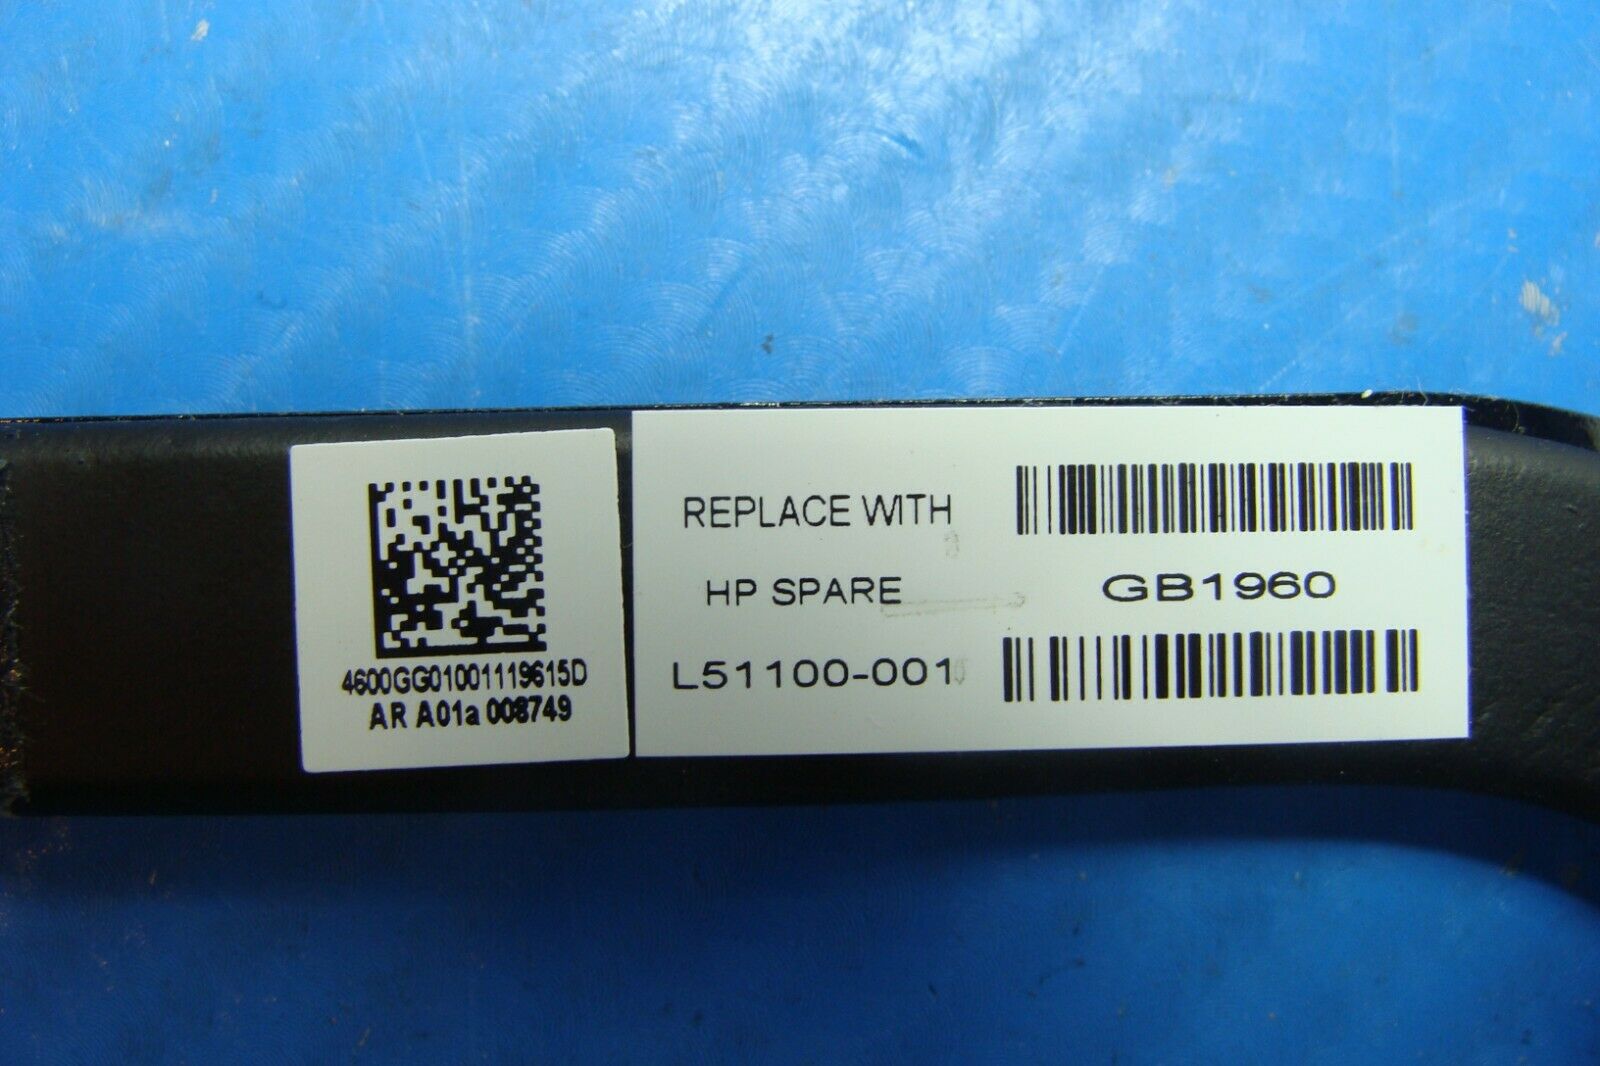 4600GG01001119615D
AR A01a 008749
REPLACE WITH
HP SPARE
GB1960
L51100-001